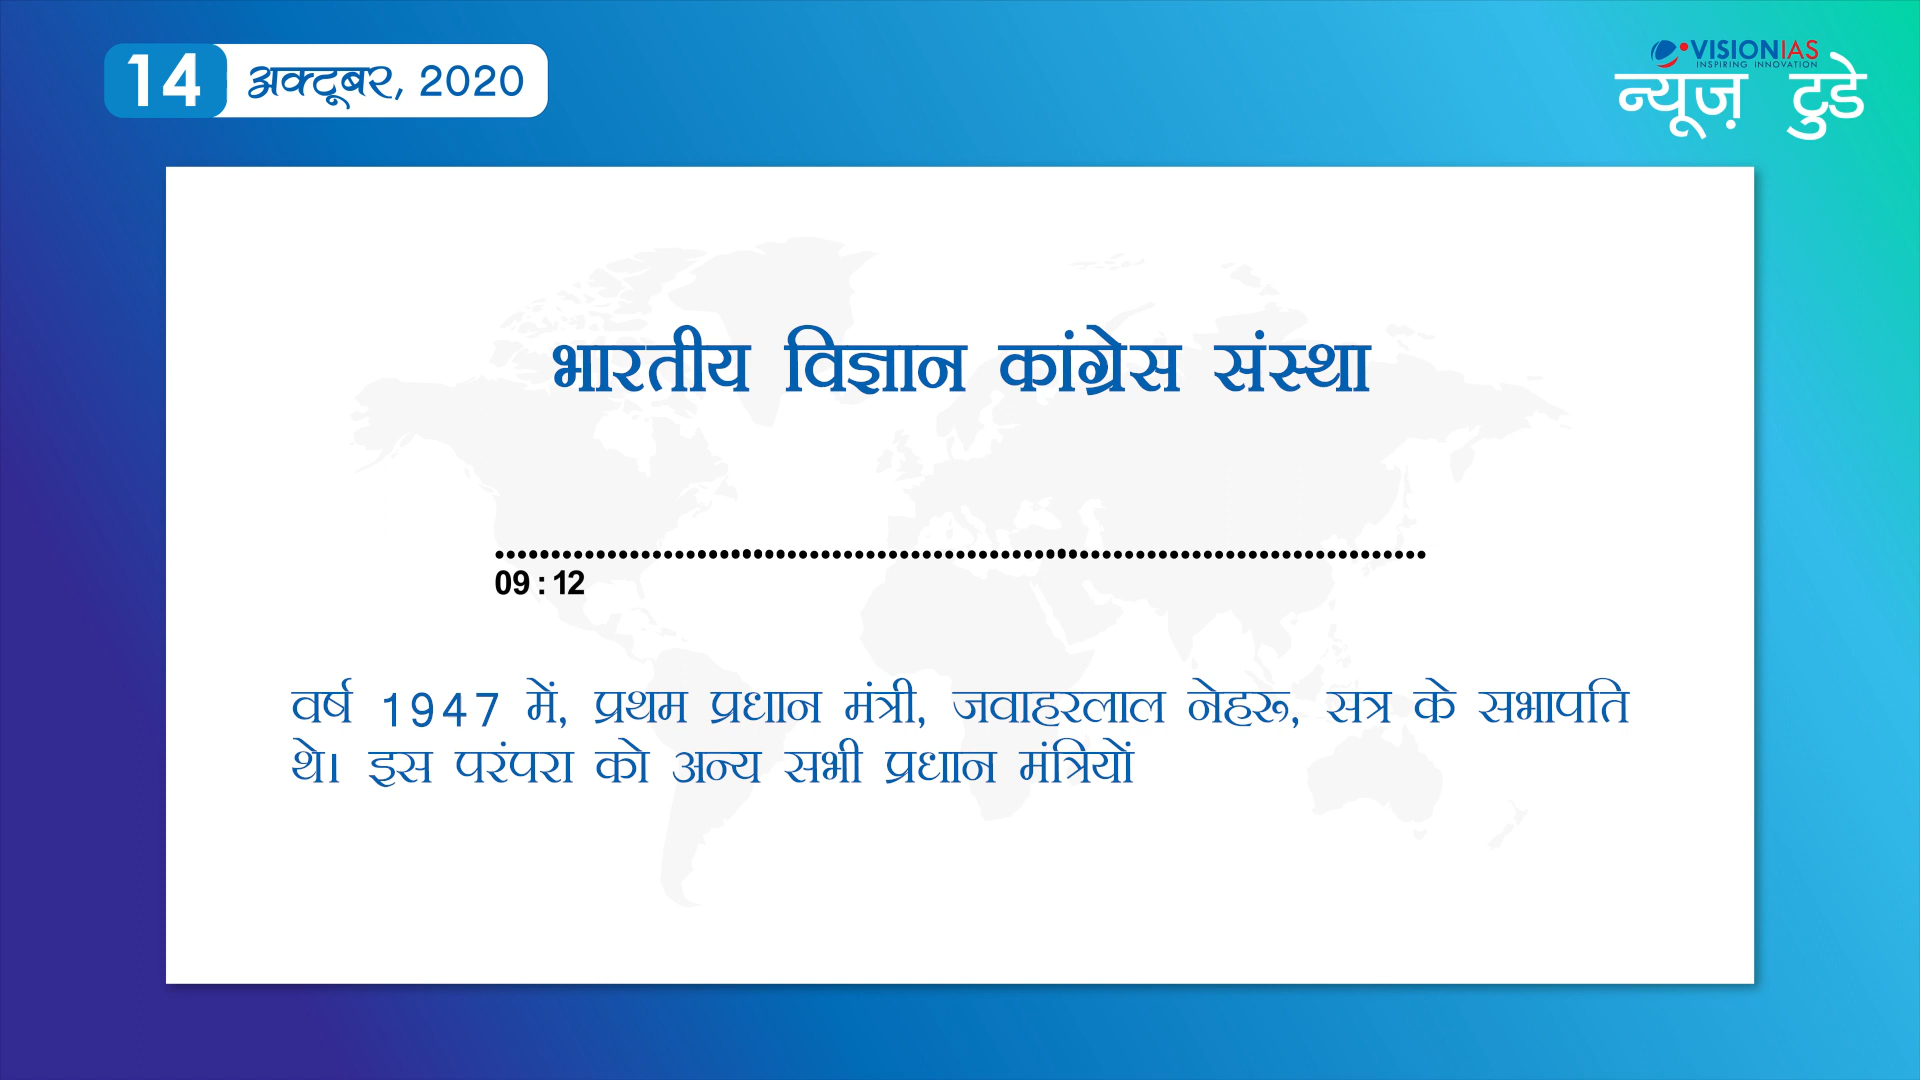 14 अक्टूबर, 2020
VISIONIAS
INSPIRING INNOVATION
न्यूज़ टुडे
भारतीय विज्ञान कांग्रेस संस्था
09 : 12
वर्ष 1947 में, प्रथम प्रधान मंत्री, जवाहरलाल नेहरू, सत्र के सभापति
थे। इस परंपरा को अन्य सभी प्रधान मंत्रियों